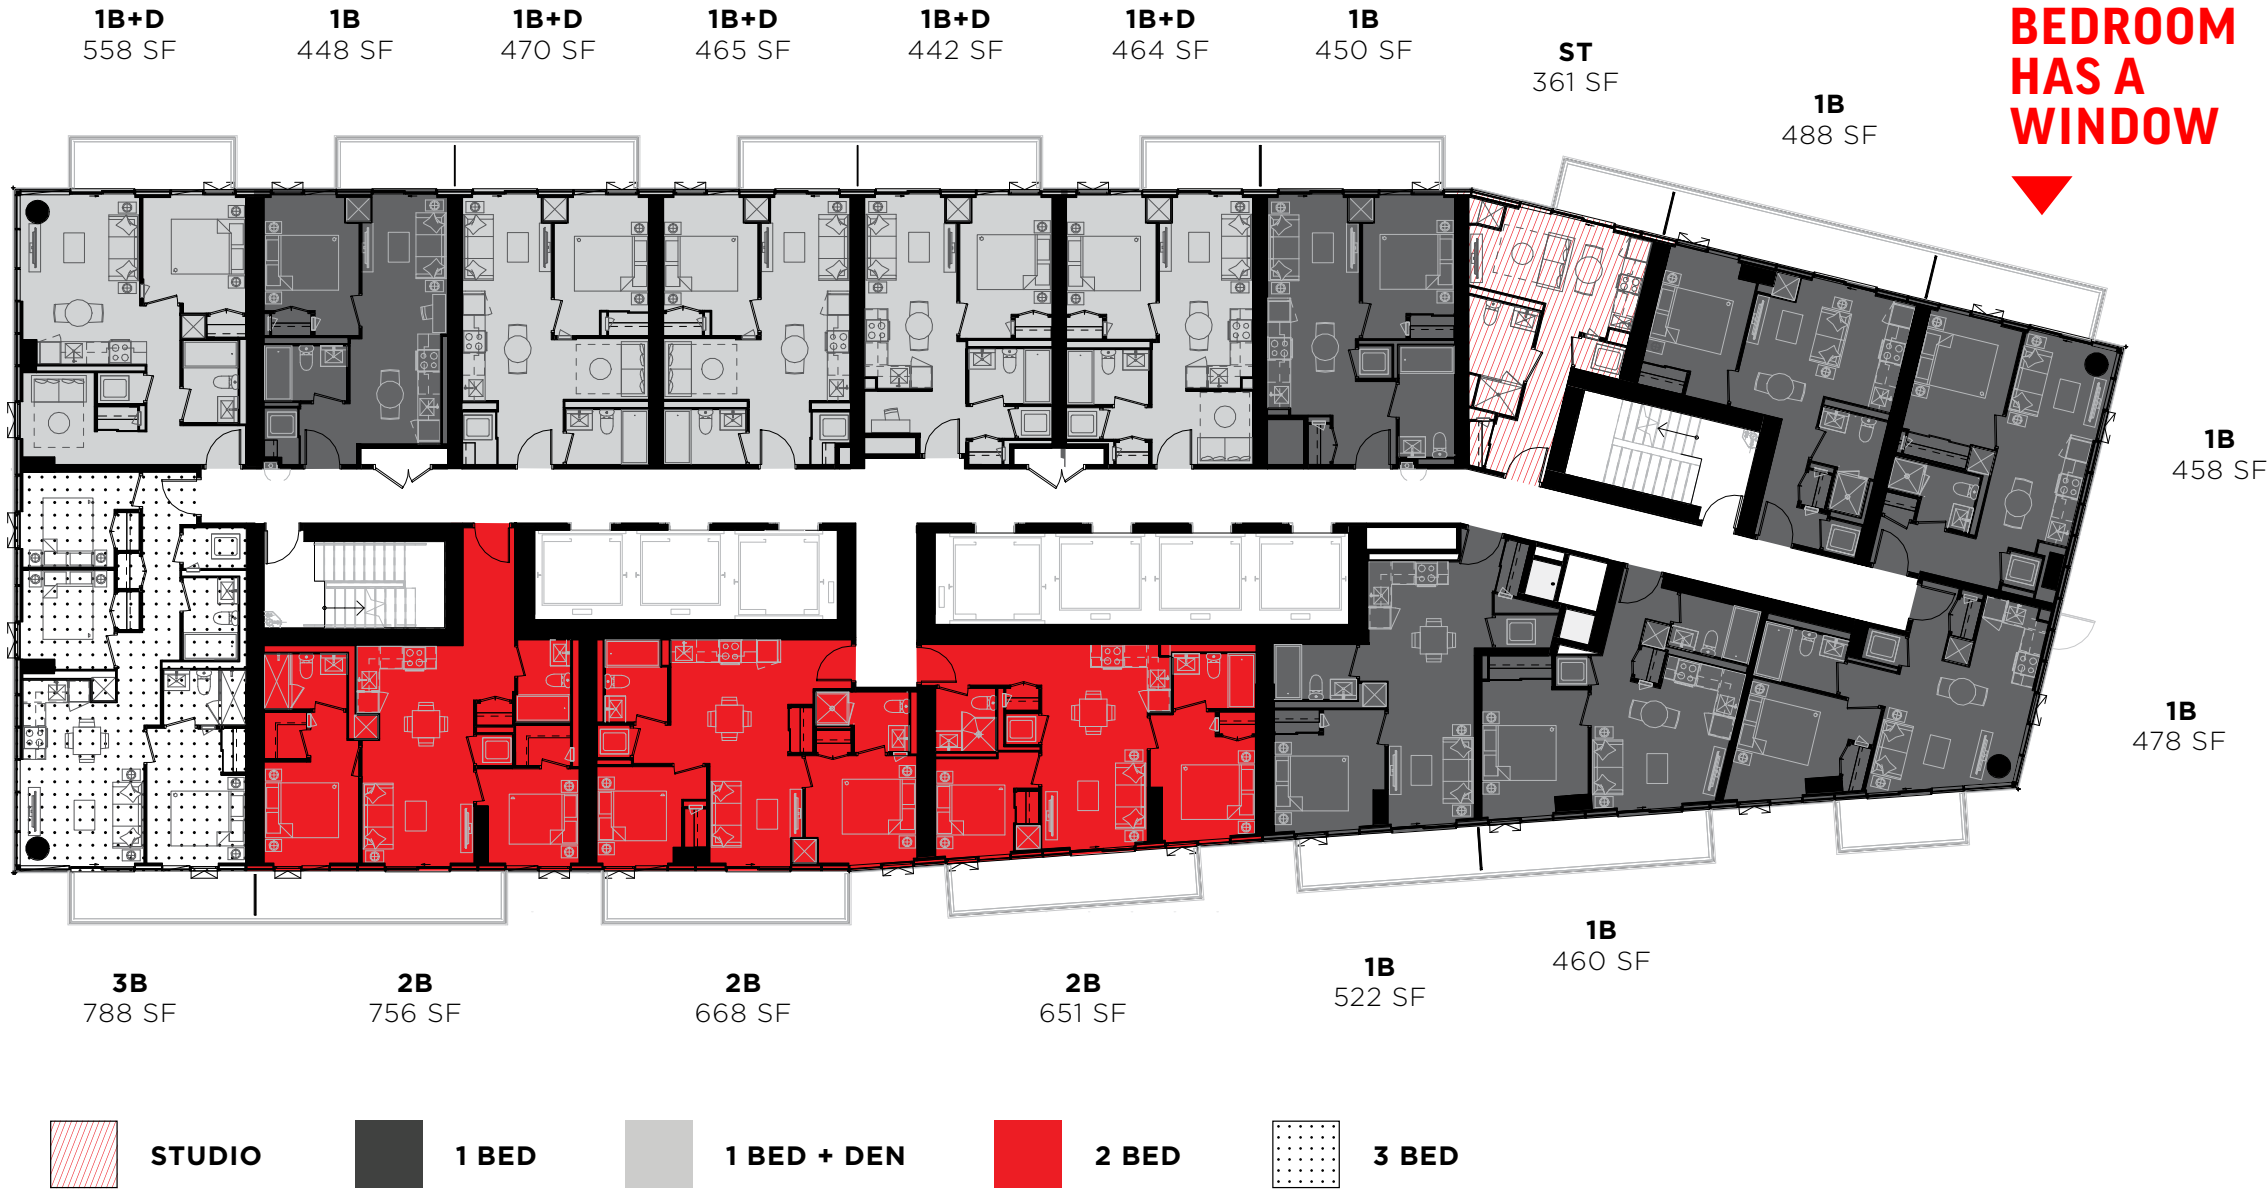 1B+D
558 SF
1B
448 SF
1B+D
470 SF
1B+D
465 SF
1B+D
442 SF
1B+D
464 SF
1B
450 SF
ST
361 SF
1B
488 SF
BEDROOM
HAS A
WINDOW
1B
458 SF
1B
478 SF
3B
788 SF
2B
756 SF
2B
668 SF
2B
651 SF
1B
522 SF
1B
460 SF
STUDIO
1 BED
1 BED + DEN
2 BED
3 BED